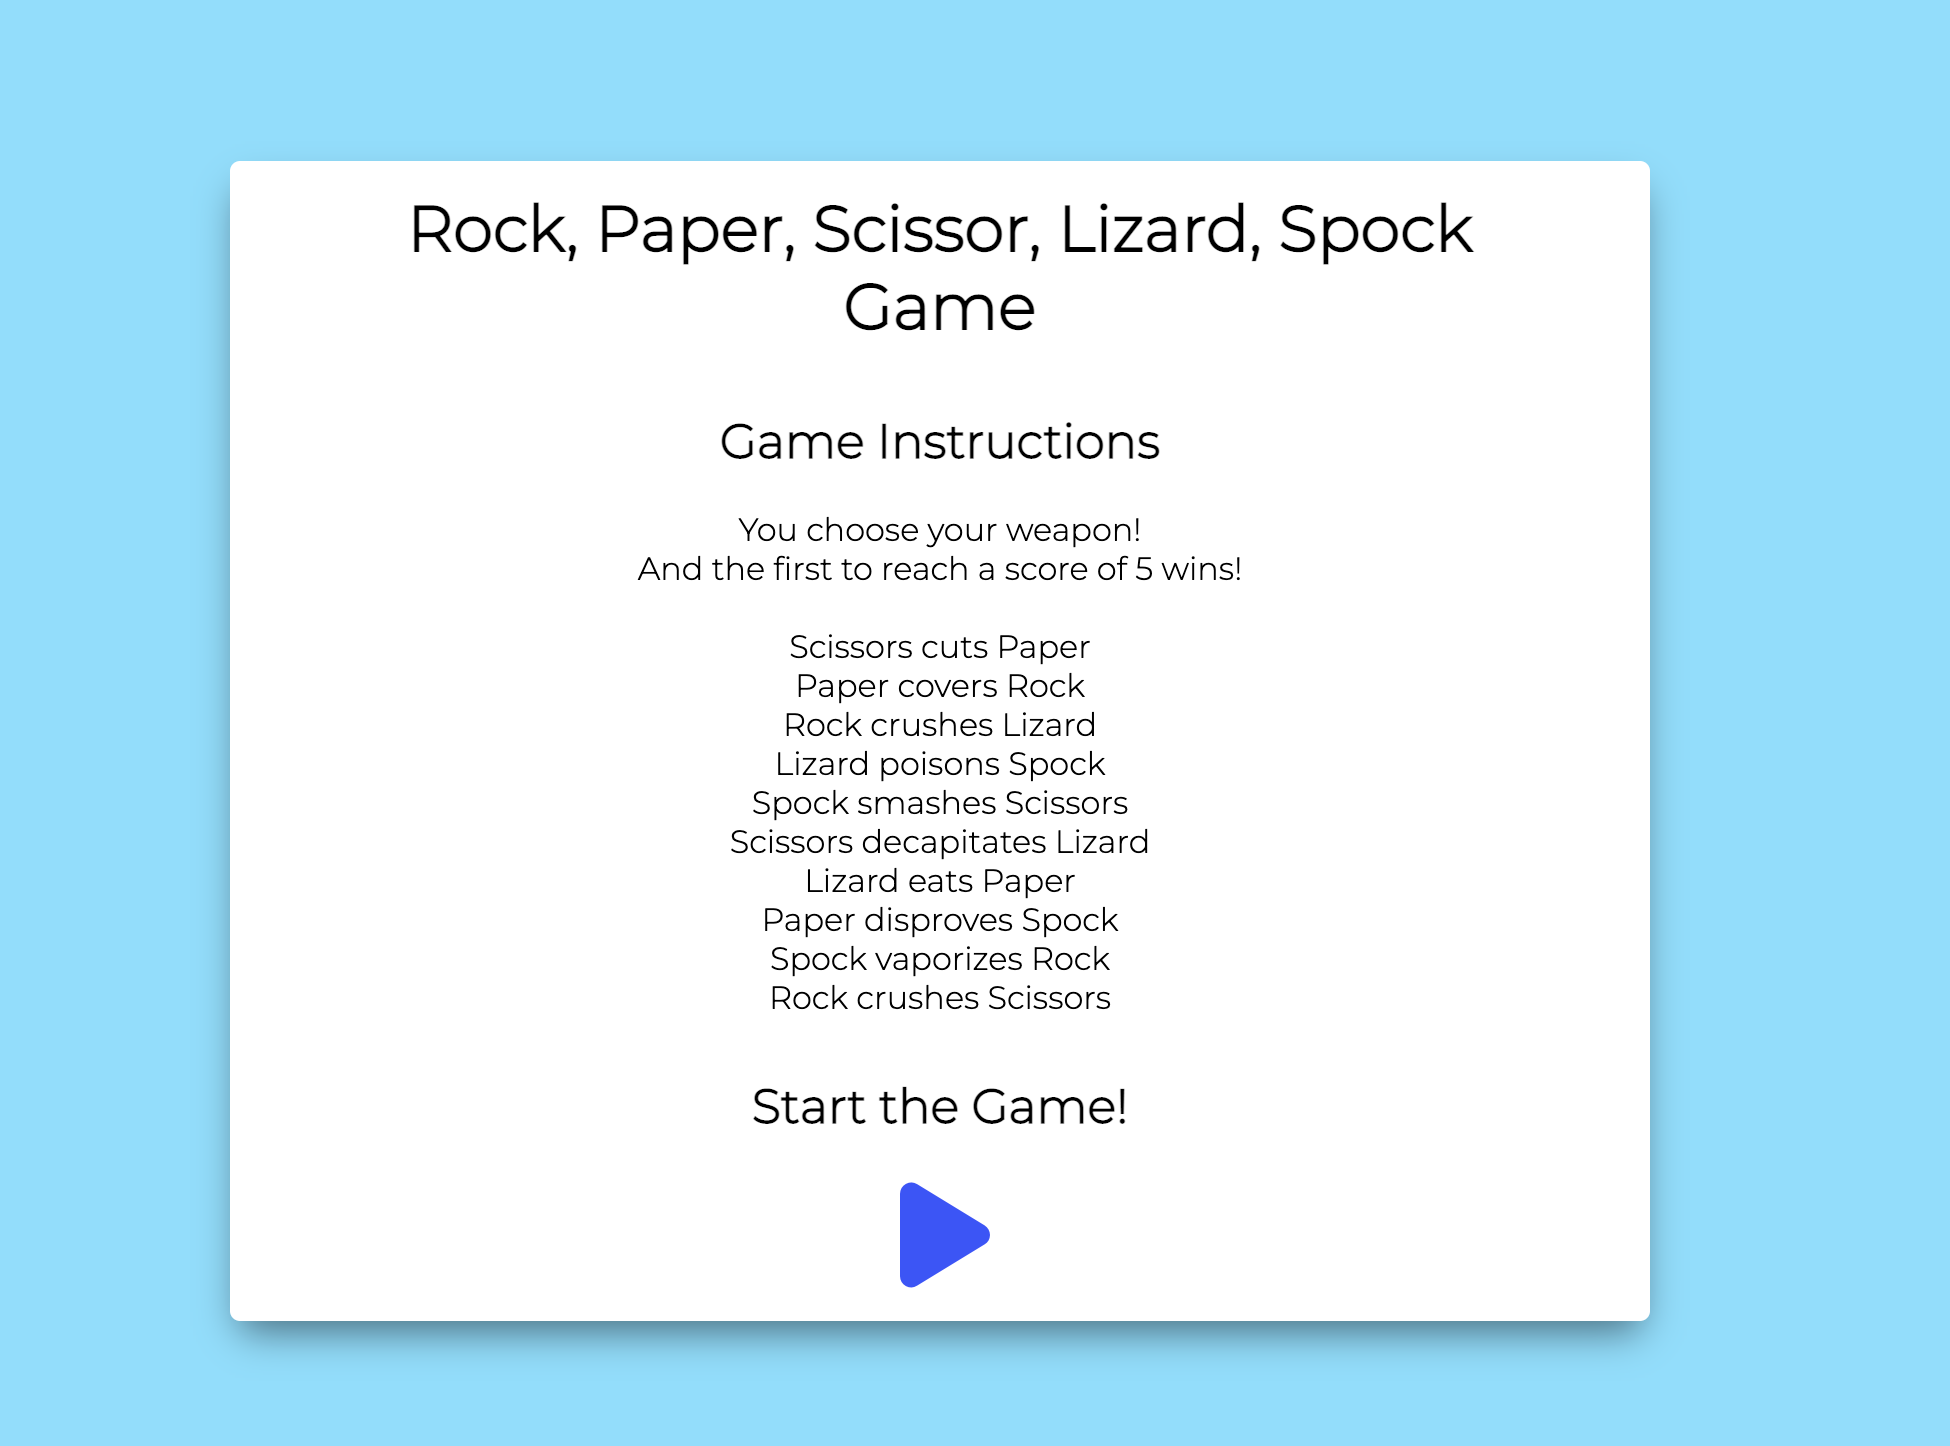 Rock, Paper, Scissor, Lizard, Spock
Game
Game Instructions
You choose your weapon!
And the first to reach a score of 5 wins!
Scissors cuts Paper
Paper covers Rock
Rock crushes Lizard
Lizard poisons Spock
Spock smashes Scissors
Scissors decapitates Lizard
Lizard eats Paper
Paper disproves Spock
Spock vaporizes Rock
Rock crushes Scissors
Start the Game!